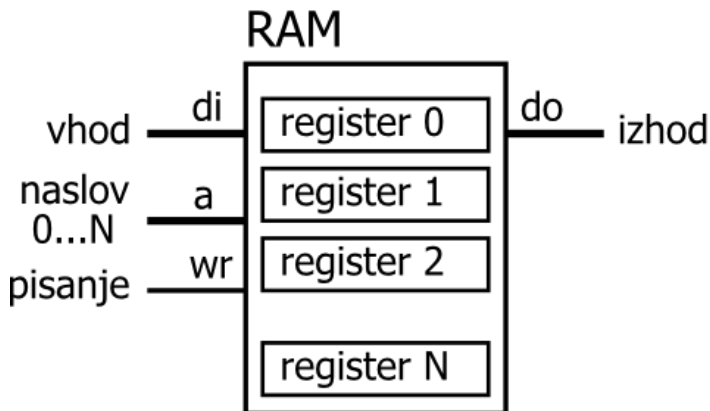 RAM
vhod di register 0 do izhod
naslov
0...N a register 1
pisanje wr register 2
register N